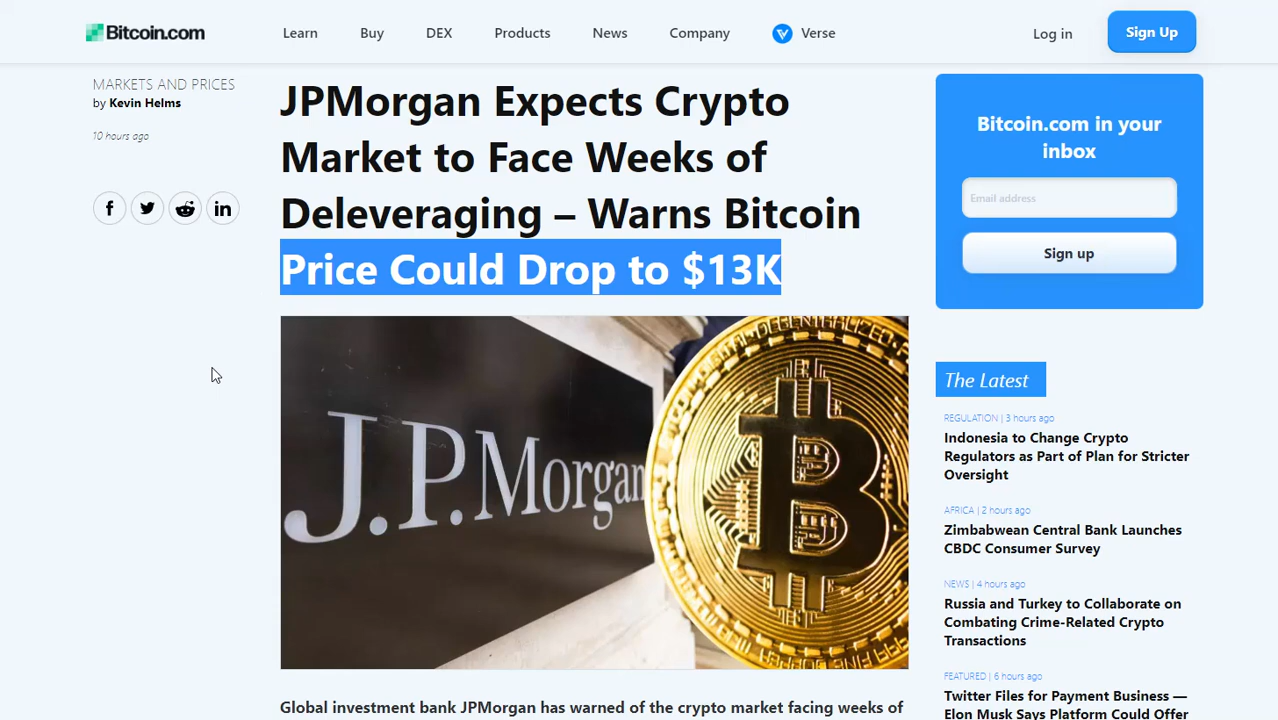 Bitcoin.com
Learn
Buy
DEX
Products
News
Company
Verse
Log in
Sign Up
MARKETS AND PRICES
by Kevin Helms
10 hours ago
JPMorgan Expects Crypto
Market to Face Weeks of
Deleveraging – Warns Bitcoin
Price Could Drop to $13K
J.P.Morgan
DECENTRALIZED
Global investment bank JPMorgan has warned of the crypto market facing weeks of
Bitcoin.com in your
inbox
Email address
Sign up
The Latest
REGULATION | 3 hours ago
Indonesia to Change Crypto
Regulators as Part of Plan for Stricter
Oversight
AFRICA | 2 hours ago
Zimbabwean Central Bank Launches
CBDC Consumer Survey
NEWS | 4 hours ago
Russia and Turkey to Collaborate on
Combating Crime-Related Crypto
Transactions
FEATURED | 6 hours ago
Twitter Files for Payment Business —
Elon Musk Says Platform Could Offer